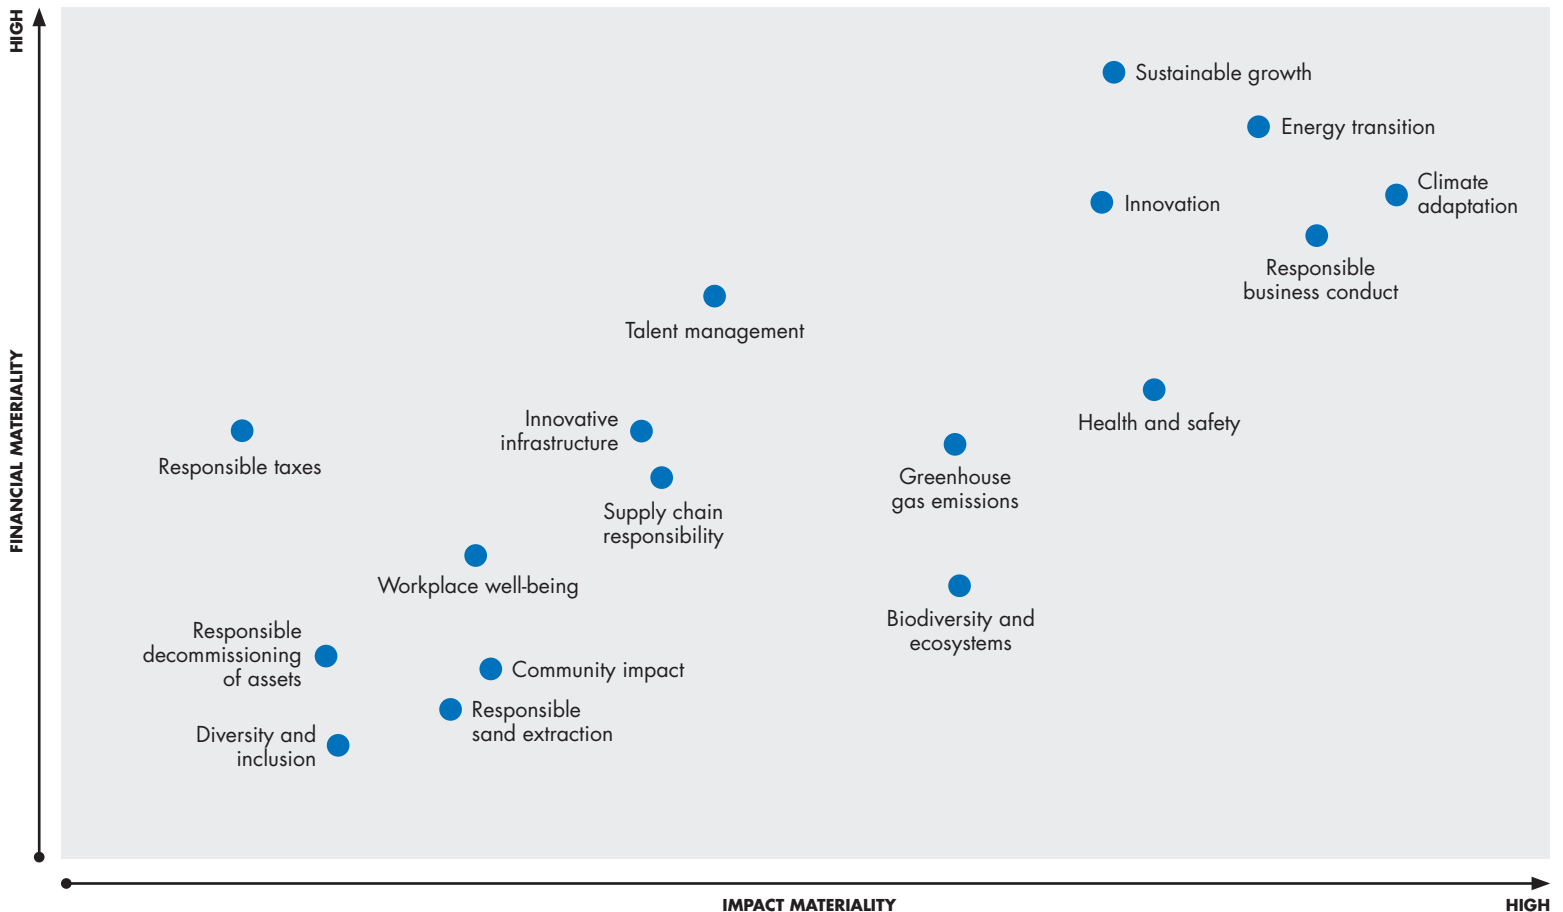 HIGH
FINANCIAL MATERIALITY
Sustainable growth
Energy transition
Climate
adaptation
Innovation
Responsible
business conduct
Talent management
Health and safety
Innovative
infrastructure
Responsible taxes
Greenhouse
gas emissions
Supply chain
responsibility
Workplace well-being
Biodiversity and
ecosystems
Responsible
decommissioning
of assets
Community impact
Responsible
sand extraction
Diversity and
inclusion
IMPACT MATERIALITY
HIGH